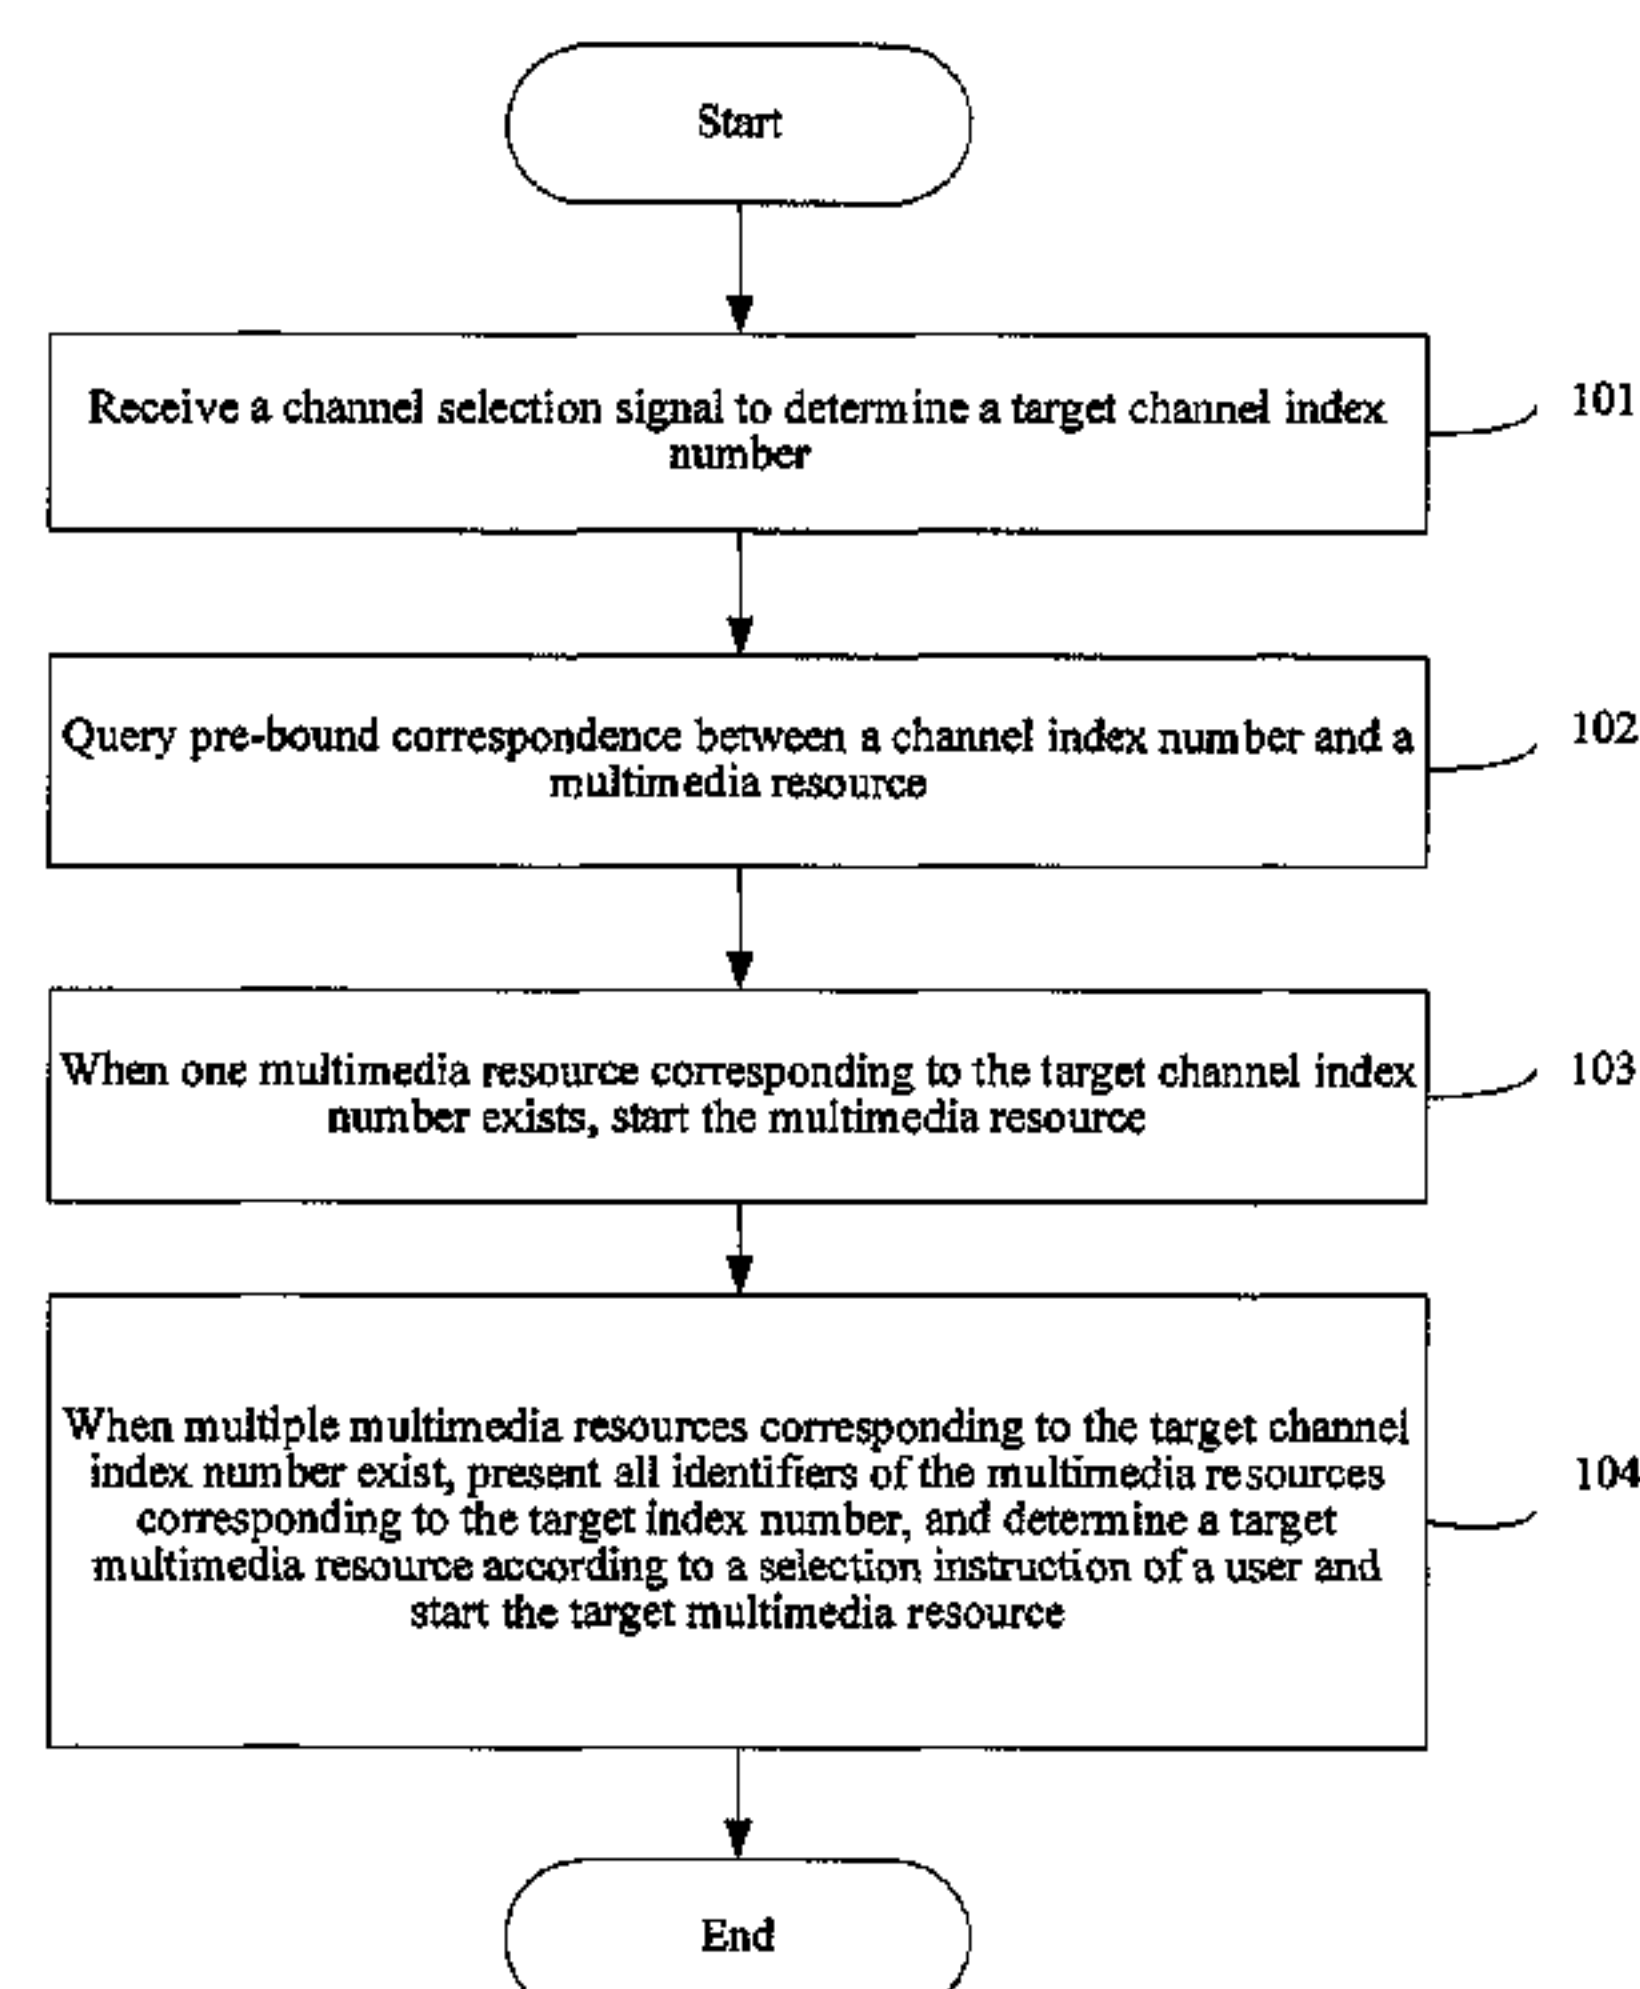 Start
Receive a channel selection signal to determine a target channel index
number
101
Query pre-bound correspondence between a channel index number and a
multimedia resource
102
When one multimedia resource corresponding to the target channel index
number exists, start the multimedia resource
103
When multiple multimedia resources corresponding to the target channel
index number exist, present all identifiers of the multimedia resources
corresponding to the target index number, and determine a target
multimedia resource according to a selection instruction of a user and
start the target multimedia resource
104
End